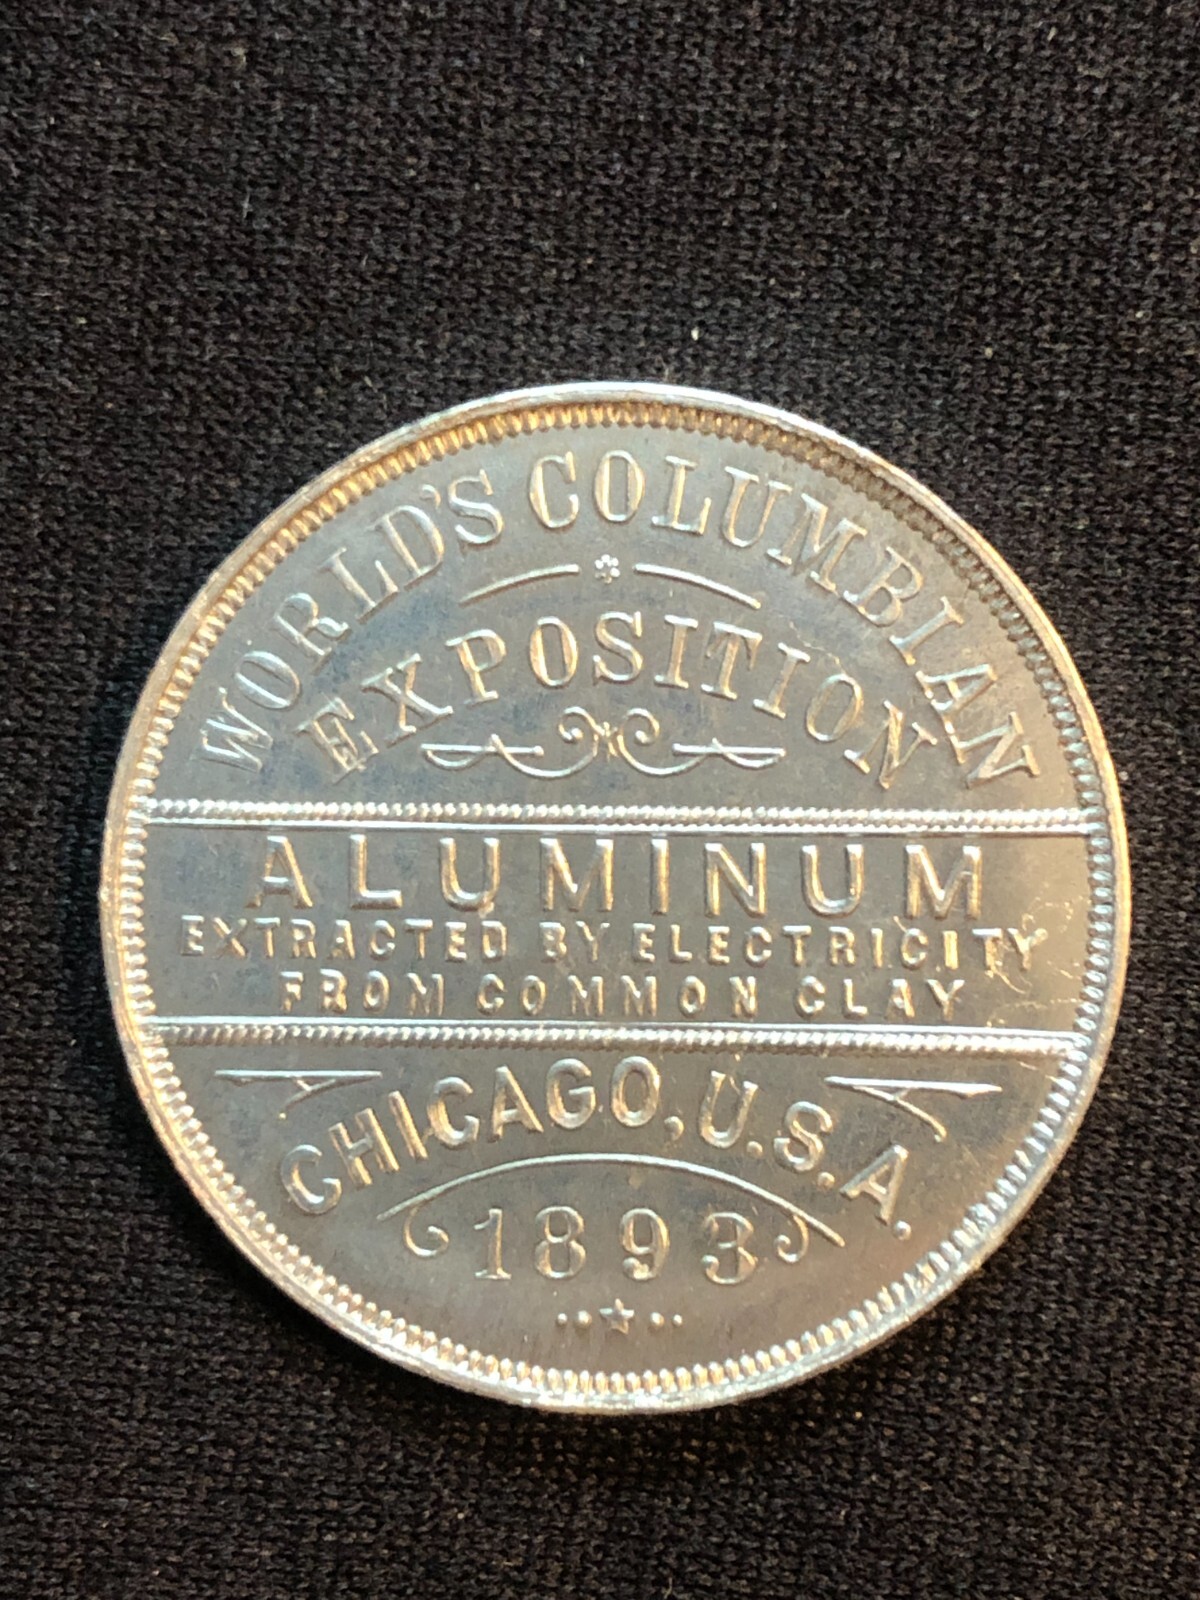 WORLD'S COLUMBIAN
EXPOSITION
ALUMINUM
EXTRACTED BY ELECTRICITY
FROM COMMON CLAY
CHICAGO, U.S.A.
1893